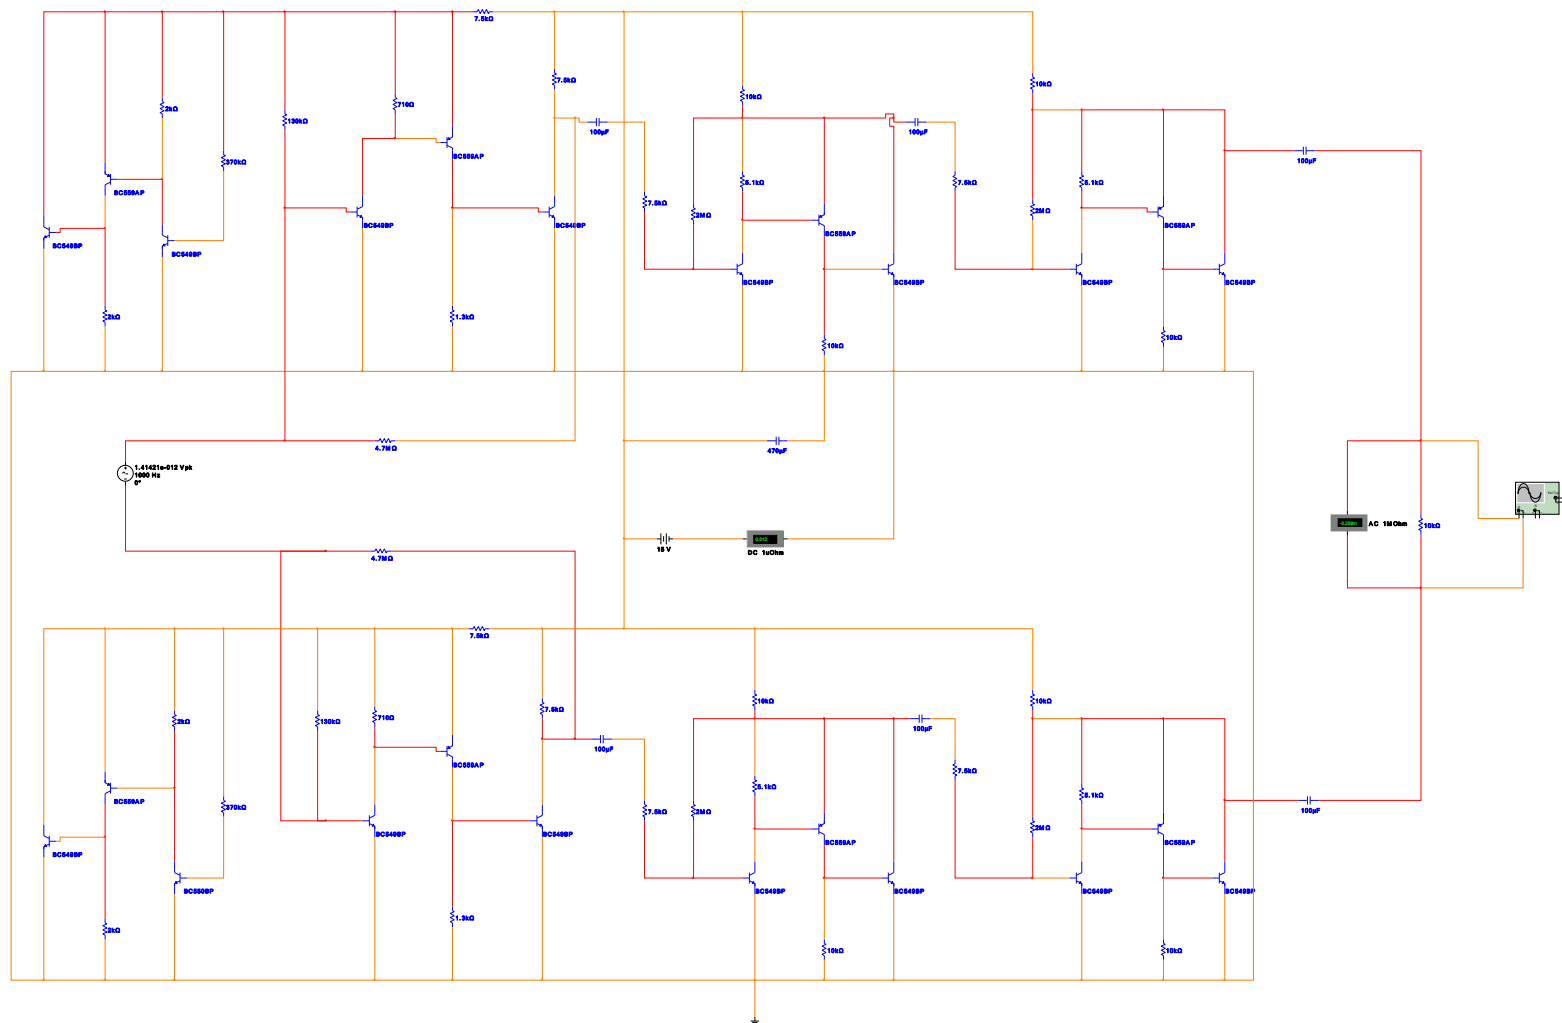 7.5kΩ
7.5kΩ
10kΩ
10kΩ
2kΩ
710Ω
130kΩ
100µF
100µF
BC559AP
100µF
370kΩ
BC559AP
7.5kΩ
5.1kΩ
7.5kΩ
5.1kΩ
2MΩ
2MΩ
BC549BP
BC549BP
BC549BP
BC559AP
BC559AP
BC549BP
BC549BP
BC549BP
BC549BP
BC549BP
2kΩ
1.3kΩ
10kΩ
10kΩ
4.7MΩ
470µF
1.41421e-012 Vpk
1000 Hz
0°
AC 1MOhm
10kΩ
0.012
15 V
DC 1uOhm
4.7MΩ
7.5kΩ
10kΩ
10kΩ
2kΩ
130kΩ
710Ω
7.5kΩ
100µF
100µF
BC559AP
7.5kΩ
5.1kΩ
5.1kΩ
BC559AP
370kΩ
7.5kΩ
2MΩ
100µF
2MΩ
BC549BP
BC549BP
BC549BP
BC559AP
BC559AP
BC550BP
BC549BP
BC549BP
BC549BP
BC549BP
1.3kΩ
2kΩ
10kΩ
10kΩ